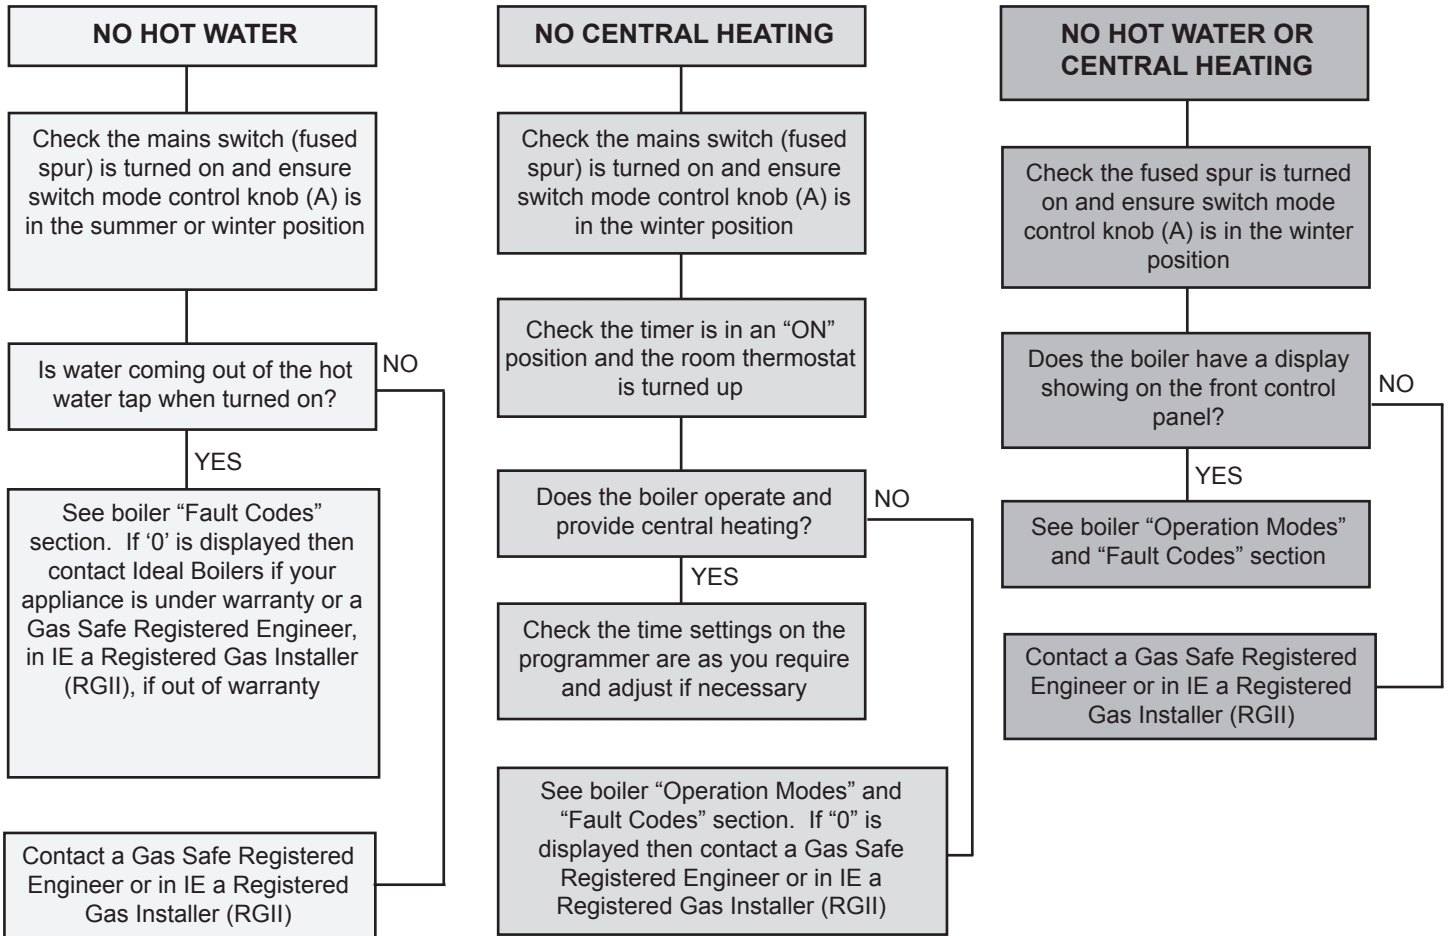 NO HOT WATER
Check the mains switch (fused
spur) is turned on and ensure
switch mode control knob (A) is
in the summer or winter position
Is water coming out of the hot
water tap when turned on?
NO
YES
See boiler “Fault Codes”
section.  If ‘0’ is displayed then
contact Ideal Boilers if your
appliance is under warranty or a
Gas Safe Registered Engineer,
in IE a Registered Gas Installer
(RGII), if out of warranty
Contact a Gas Safe Registered
Engineer or in IE a Registered
Gas Installer (RGII)
NO CENTRAL HEATING
Check the mains switch (fused
spur) is turned on and ensure
switch mode control knob (A) is
in the winter position
Check the timer is in an “ON”
position and the room thermostat
is turned up
Does the boiler operate and
provide central heating?
NO
YES
Check the time settings on the
programmer are as you require
and adjust if necessary
See boiler “Operation Modes” and
“Fault Codes” section.  If “0” is
displayed then contact a Gas Safe
Registered Engineer or in IE a
Registered Gas Installer (RGII)
NO HOT WATER OR
CENTRAL HEATING
Check the fused spur is turned
on and ensure switch mode
control knob (A) is in the winter
position
Does the boiler have a display
showing on the front control
panel?
NO
YES
See boiler “Operation Modes”
and “Fault Codes” section
Contact a Gas Safe Registered
Engineer or in IE a Registered
Gas Installer (RGII)